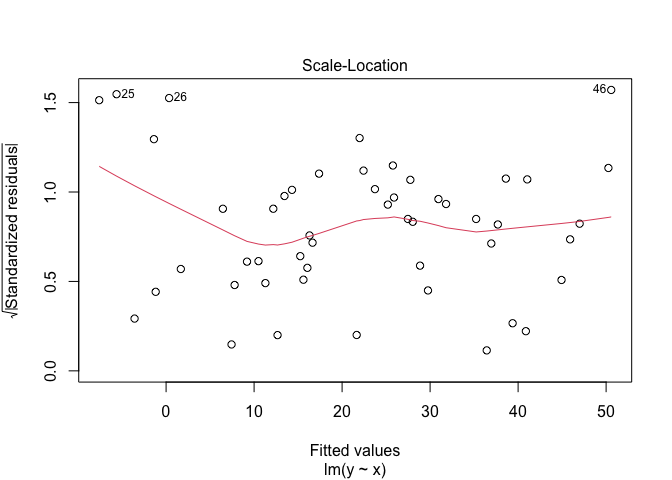 Scale-Location
√|Standardized residuals|
0.0 0.5 1.0 1.5
25
26
46
0 10 20 30 40 50
Fitted values
lm(y ~ x)